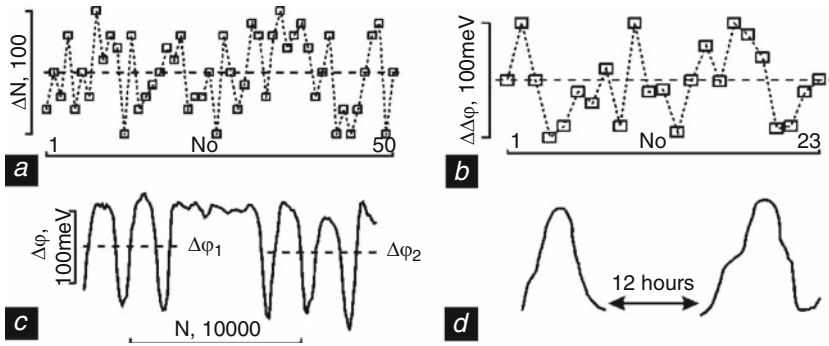 ΔN, 100
1 No 50
a
ΔΔφ, 100meV
1 No 23
b
Δφ,
100meV
Δφ₁
Δφ₂
N, 10000
c
12 hours
d